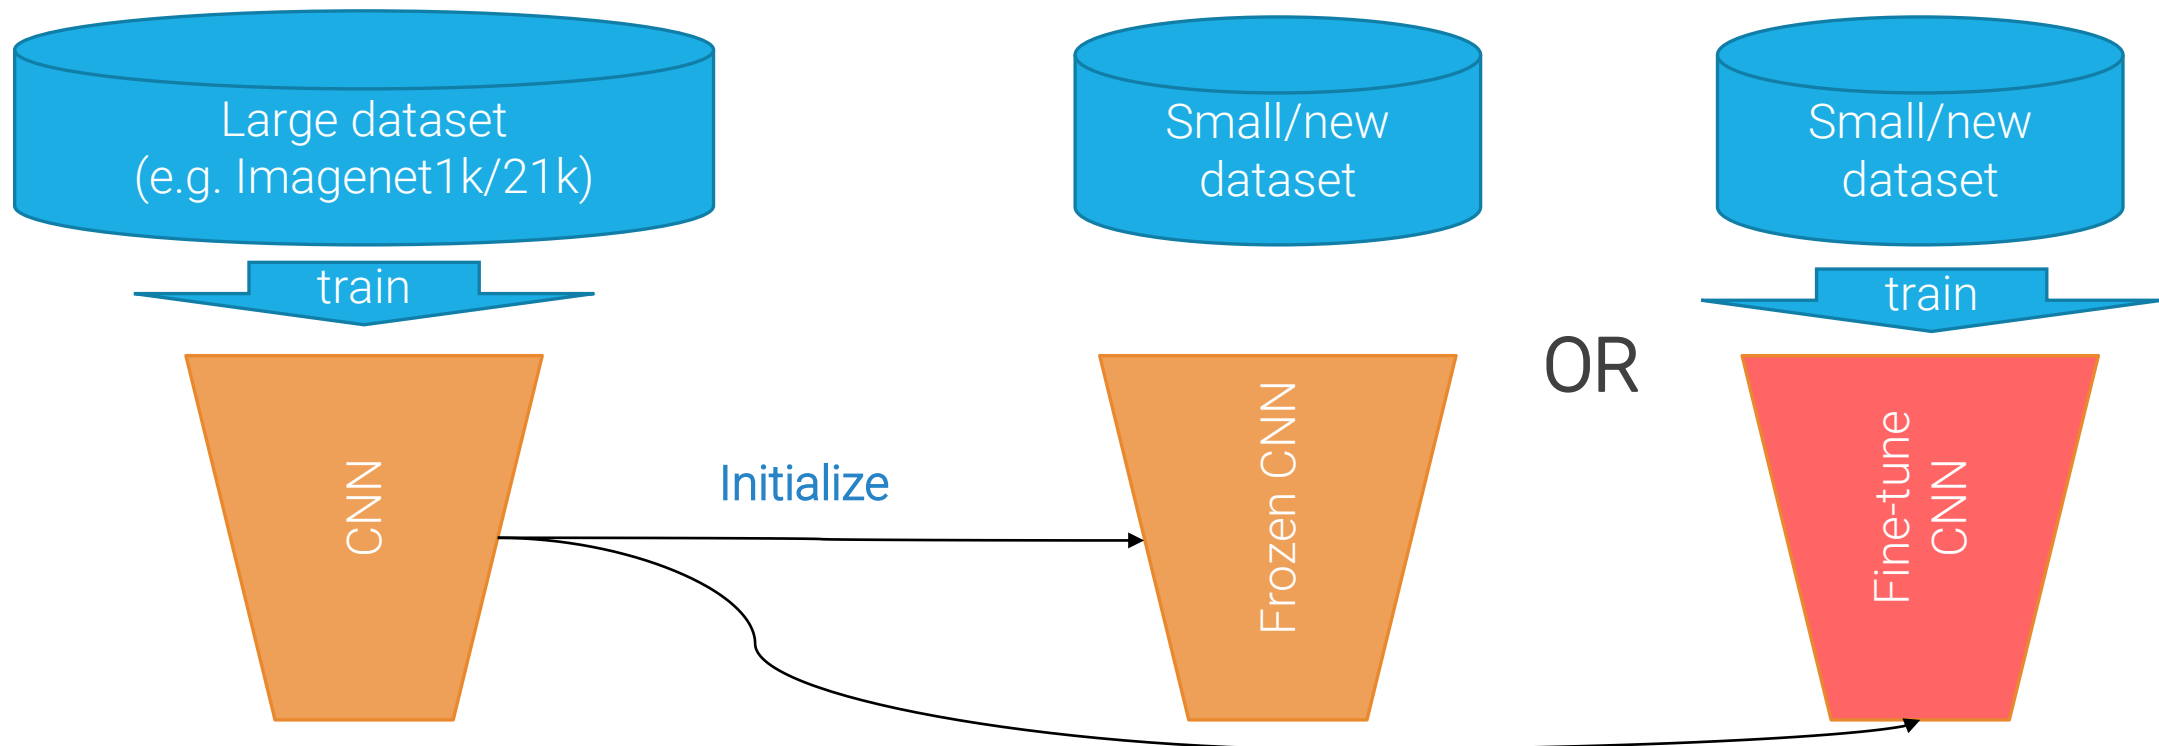 Large dataset
(e.g. Imagenet1k/21k)
train
CNN
Initialize
Small/new
dataset
Frozen CNN
OR
Small/new
dataset
train
Fine-tune
CNN